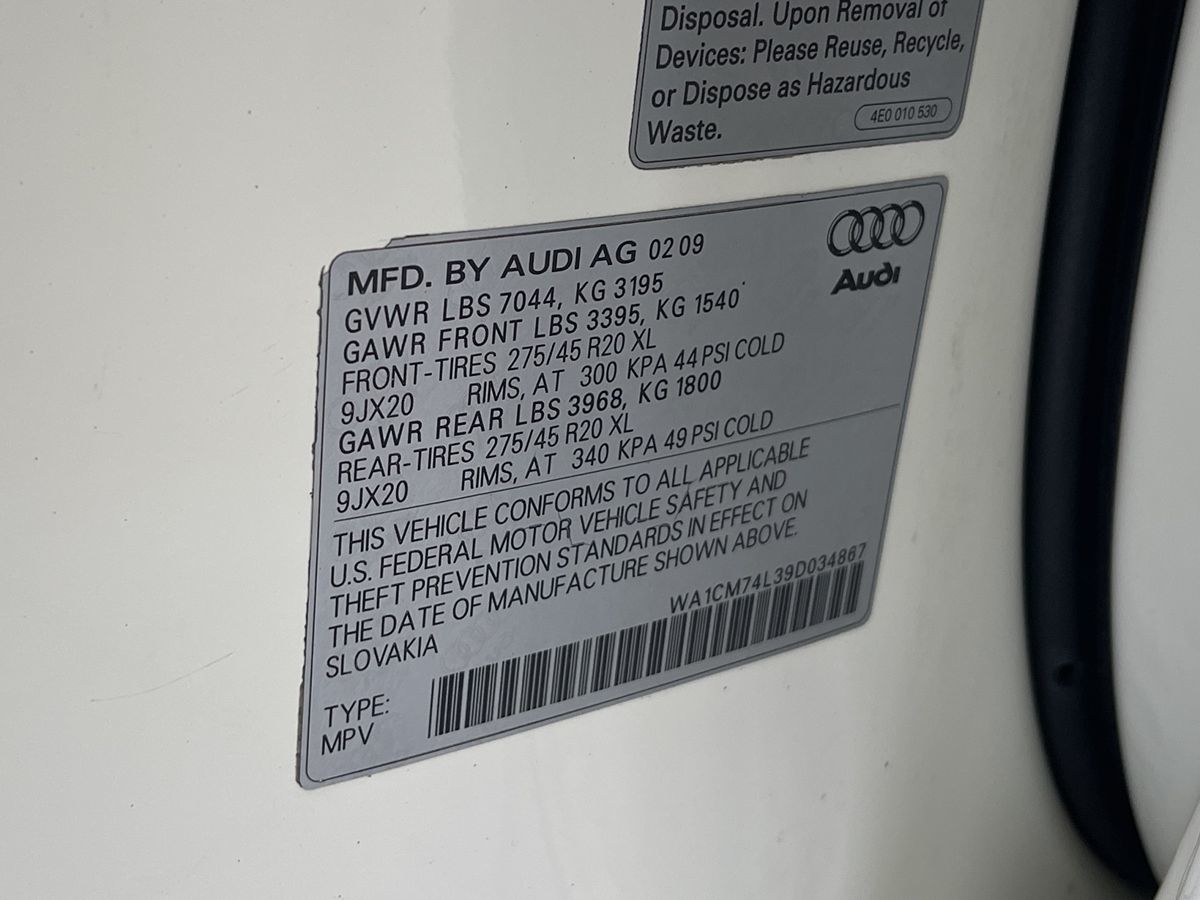 Disposal. Upon Removal of
Devices: Please Reuse, Recycle,
or Dispose as Hazardous
Waste.
4E0 010 530
MFD. BY AUDI AG 02 09
Audi
GVWR LBS 7044, KG 3195
GAWR FRONT LBS 3395, KG 1540
FRONT-TIRES 275/45 R20 XL
9JX20 RIMS, AT 300 KPA 44 PSI COLD
GAWR REAR LBS 3968, KG 1800
REAR-TIRES 275/45 R20 XL
9JX20 RIMS, AT 340 KPA 49 PSI COLD
THIS VEHICLE CONFORMS TO ALL APPLICABLE
U.S. FEDERAL MOTOR VEHICLE SAFETY AND
THEFT PREVENTION STANDARDS IN EFFECT ON
THE DATE OF MANUFACTURE SHOWN ABOVE.
SLOVAKIA
WA1CM74L39D034867
TYPE:
MPV